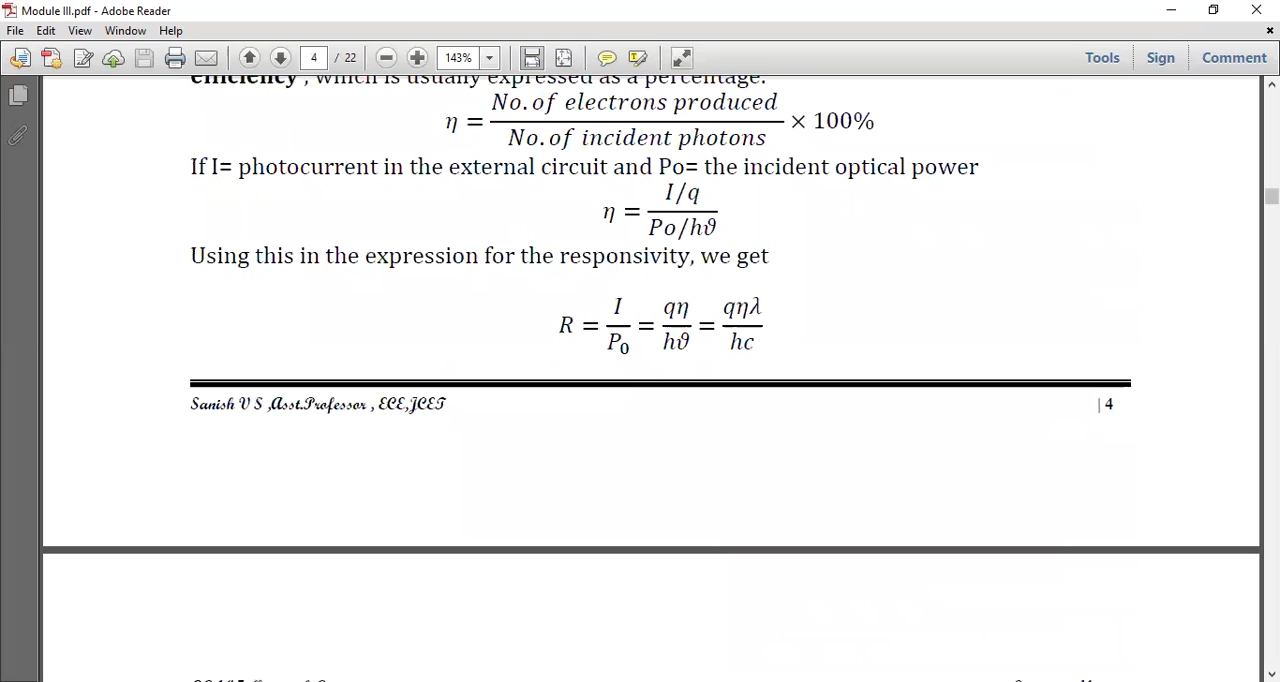 Module III.pdf - Adobe Reader
File Edit View Window Help
4 / 22 143% Tools Sign Comment
efficiency, which is usually expressed as a percentage.
η = No. of electrons produced / No. of incident photons × 100%
If I= photocurrent in the external circuit and Po= the incident optical power
η = I/q / Po/hϑ
Using this in the expression for the responsivity, we get
R = I/P₀ = qη/hϑ = qηλ/hc
Sanish V S ,Asst.Professor , ECE,JCET | 4